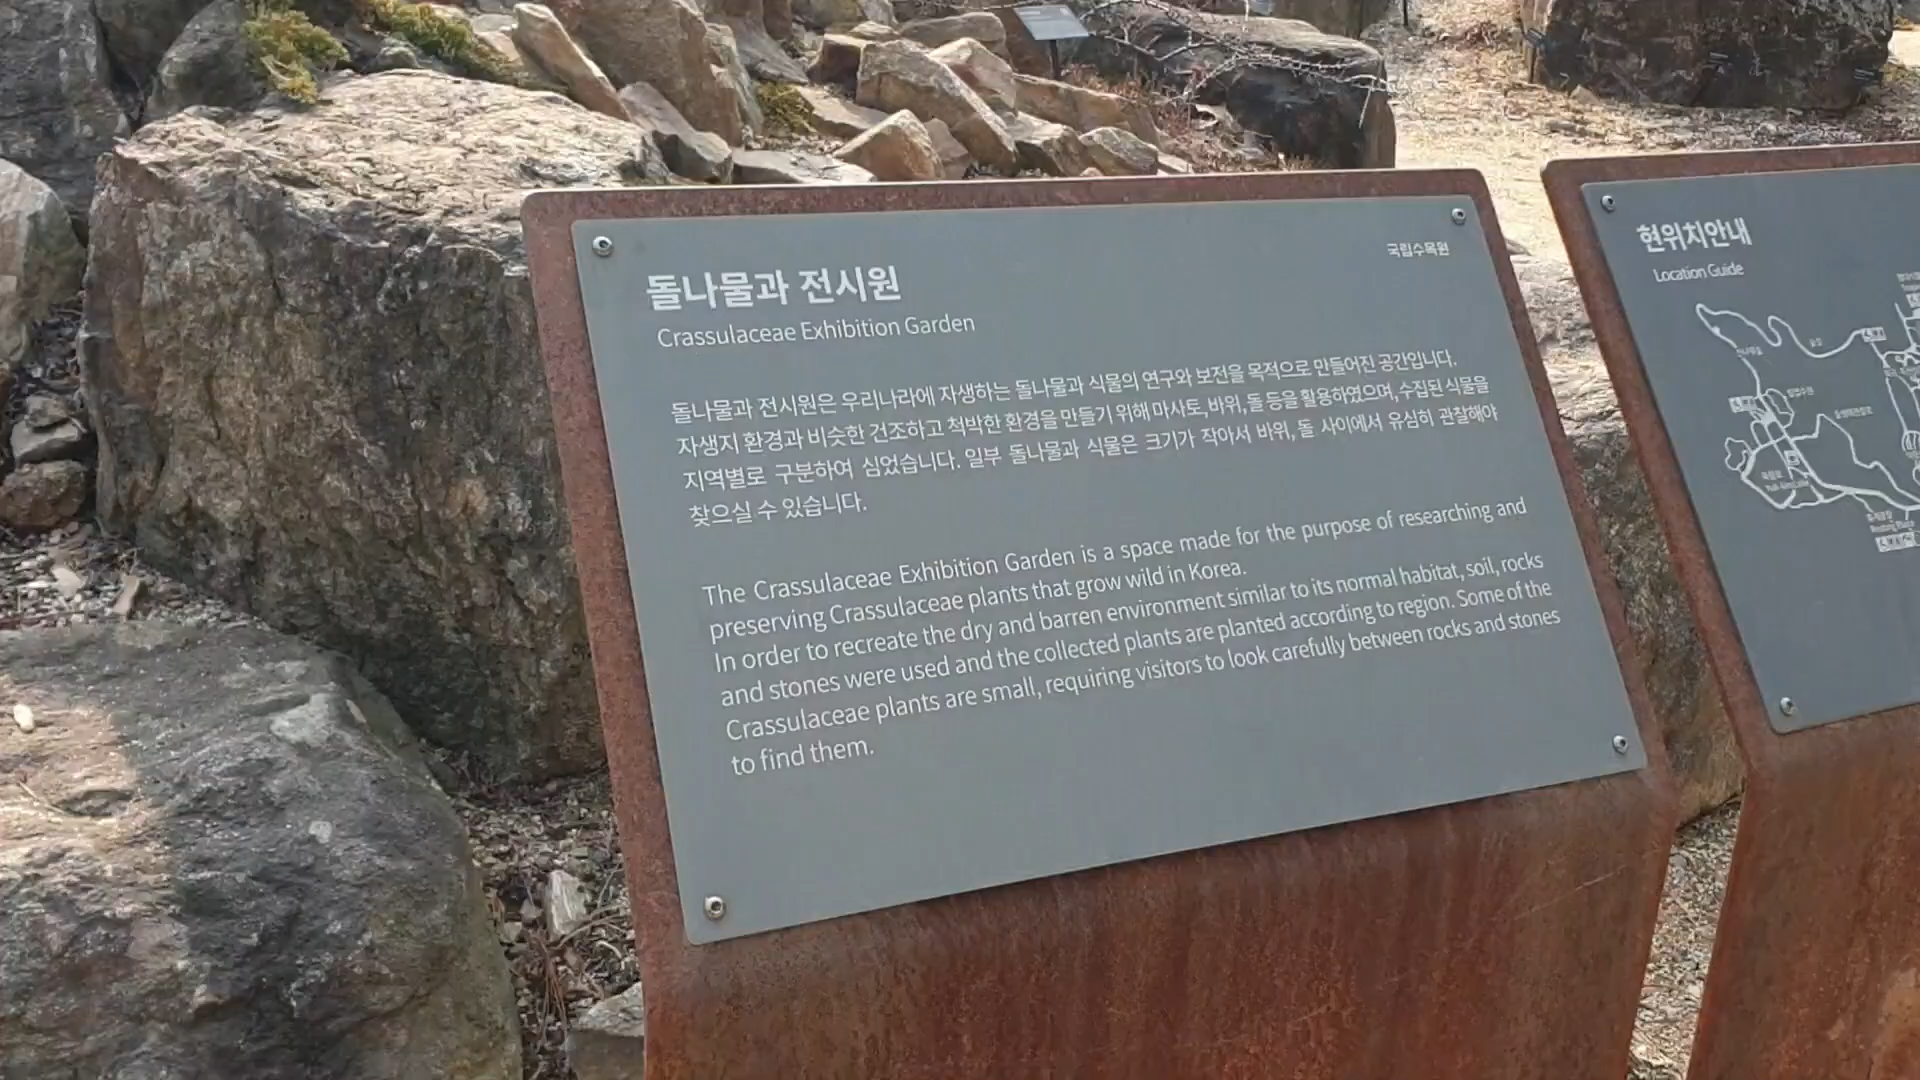 국립수목원
돌나물과 전시원
Crassulaceae Exhibition Garden
돌나물과 전시원은 우리나라에 자생하는 돌나물과 식물의 연구와 보전을 목적으로 만들어진 공간입니다.
자생지 환경과 비슷한 건조하고 척박한 환경을 만들기 위해 마사토, 바위, 돌 등을 활용하였으며, 수집된 식물을
지역별로 구분하여 심었습니다. 일부 돌나물과 식물은 크기가 작아서 바위, 돌 사이에서 유심히 관찰해야
찾으실 수 있습니다.
The Crassulaceae Exhibition Garden is a space made for the purpose of researching and
preserving Crassulaceae plants that grow wild in Korea.
In order to recreate the dry and barren environment similar to its normal habitat, soil, rocks
and stones were used and the collected plants are planted according to region. Some of the
Crassulaceae plants are small, requiring visitors to look carefully between rocks and stones
to find them.
현위치안내
Location Guide